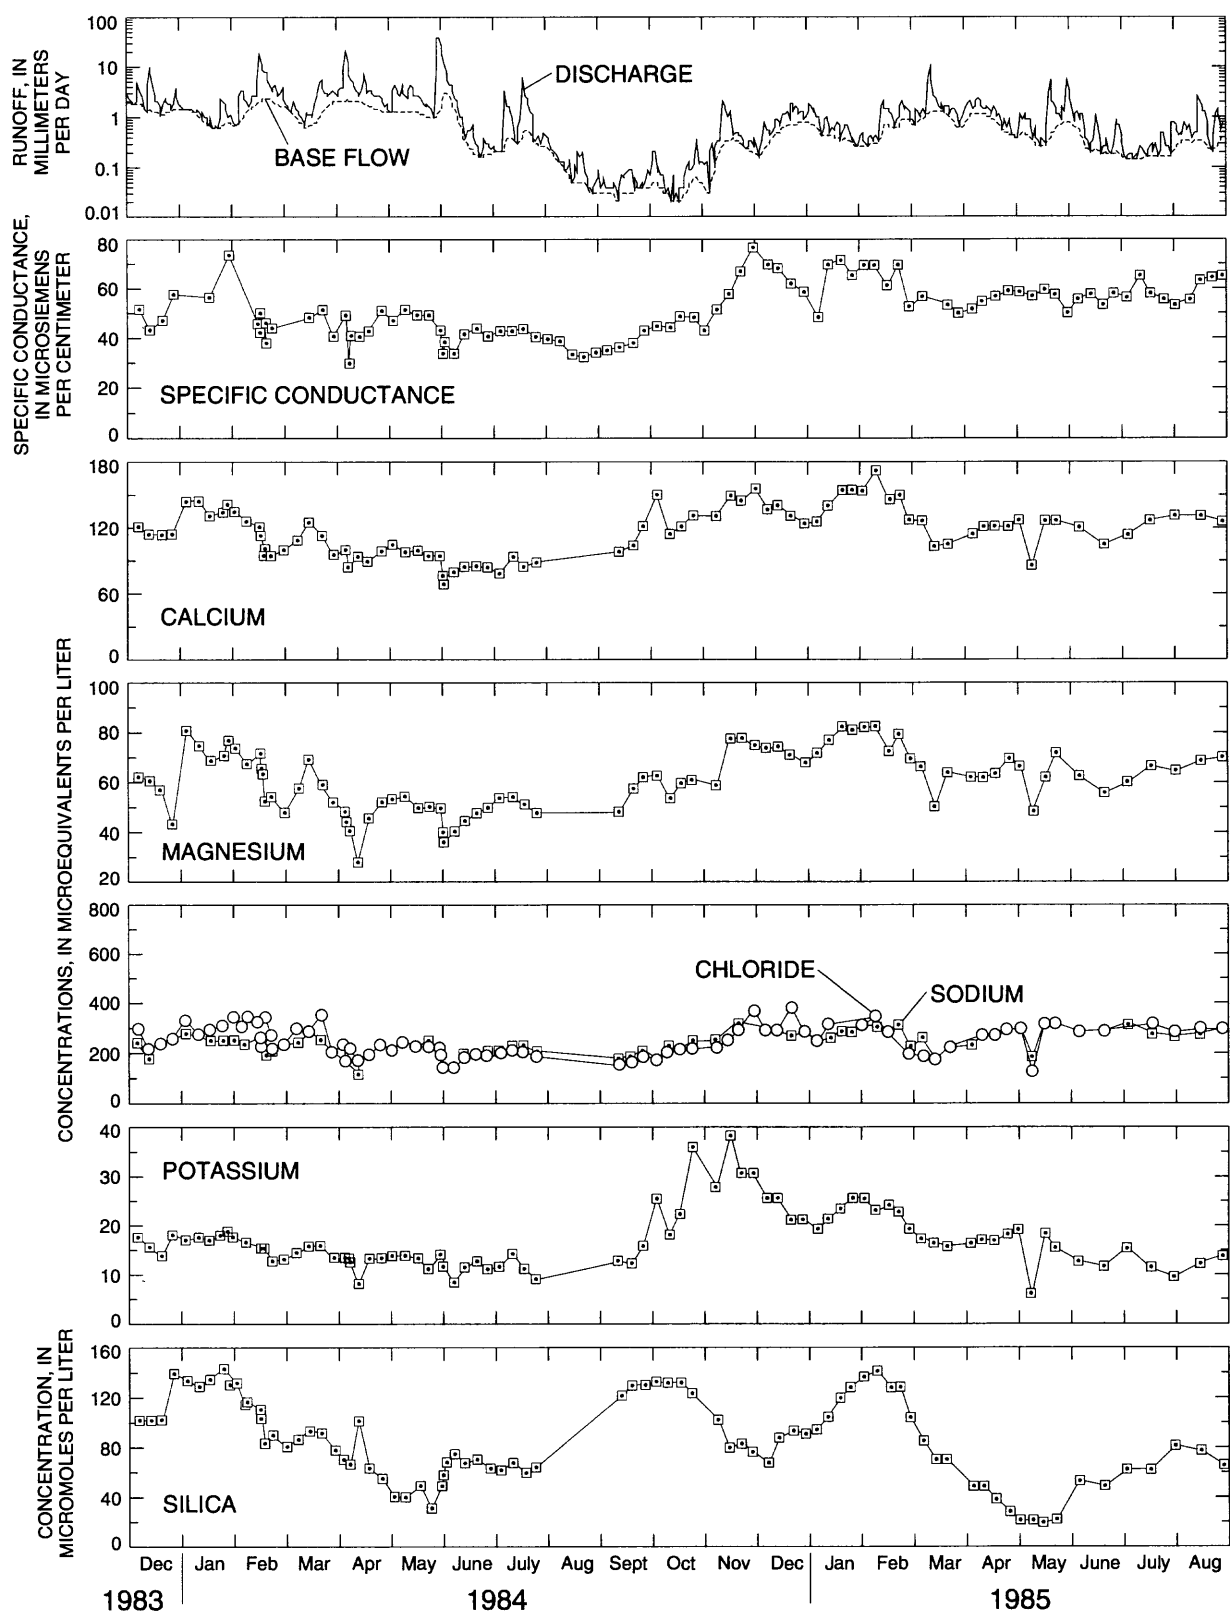 RUNOFF, IN
MILLIMETERS
PER DAY
100
10
1
0.1
0.01
DISCHARGE
BASE FLOW
SPECIFIC CONDUCTANCE,
IN MICROSIEMENS
PER CENTIMETER
80
60
40
20
0
SPECIFIC CONDUCTANCE
CONCENTRATIONS, IN MICROEQUIVALENTS PER LITER
180
120
60
0
CALCIUM
100
80
60
40
20
MAGNESIUM
800
600
400
200
0
CHLORIDE
SODIUM
40
30
20
10
0
POTASSIUM
CONCENTRATION, IN
MICROMOLES PER LITER
160
120
80
40
0
SILICA
Dec Jan Feb Mar Apr May June July Aug Sept Oct Nov Dec Jan Feb Mar Apr May June July Aug
1983 1984 1985